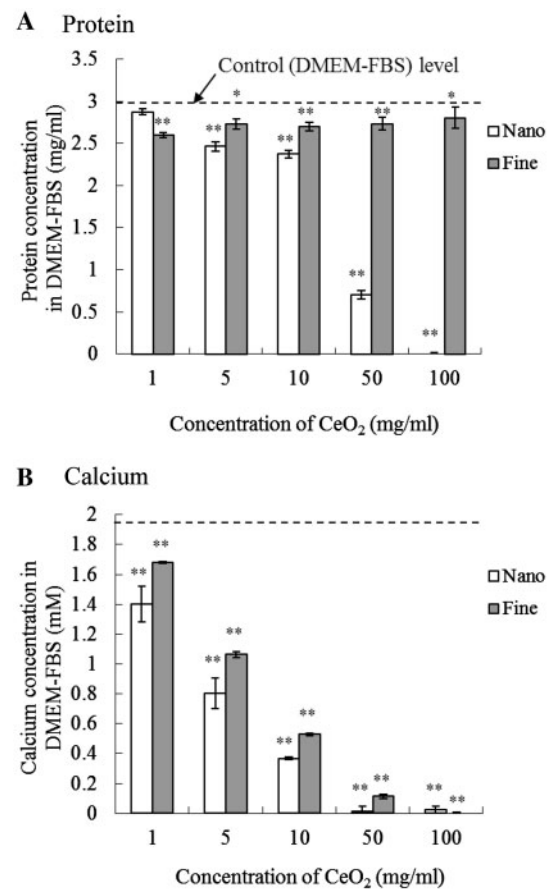 A Protein
Control (DMEM-FBS) level
3.5
3
2.5
2
1.5
1
0.5
0
Protein concentration
in DMEM-FBS (mg/ml)
**
**
*
**
**
**
**
**
*
Nano
Fine
1 5 10 50 100
Concentration of CeO₂ (mg/ml)
B Calcium
2
1.8
1.6
1.4
1.2
1
0.8
0.6
0.4
0.2
0
Calcium concentration in
DMEM-FBS (mM)
**
**
**
**
**
**
**
**
**
**
Nano
Fine
1 5 10 50 100
Concentration of CeO₂ (mg/ml)